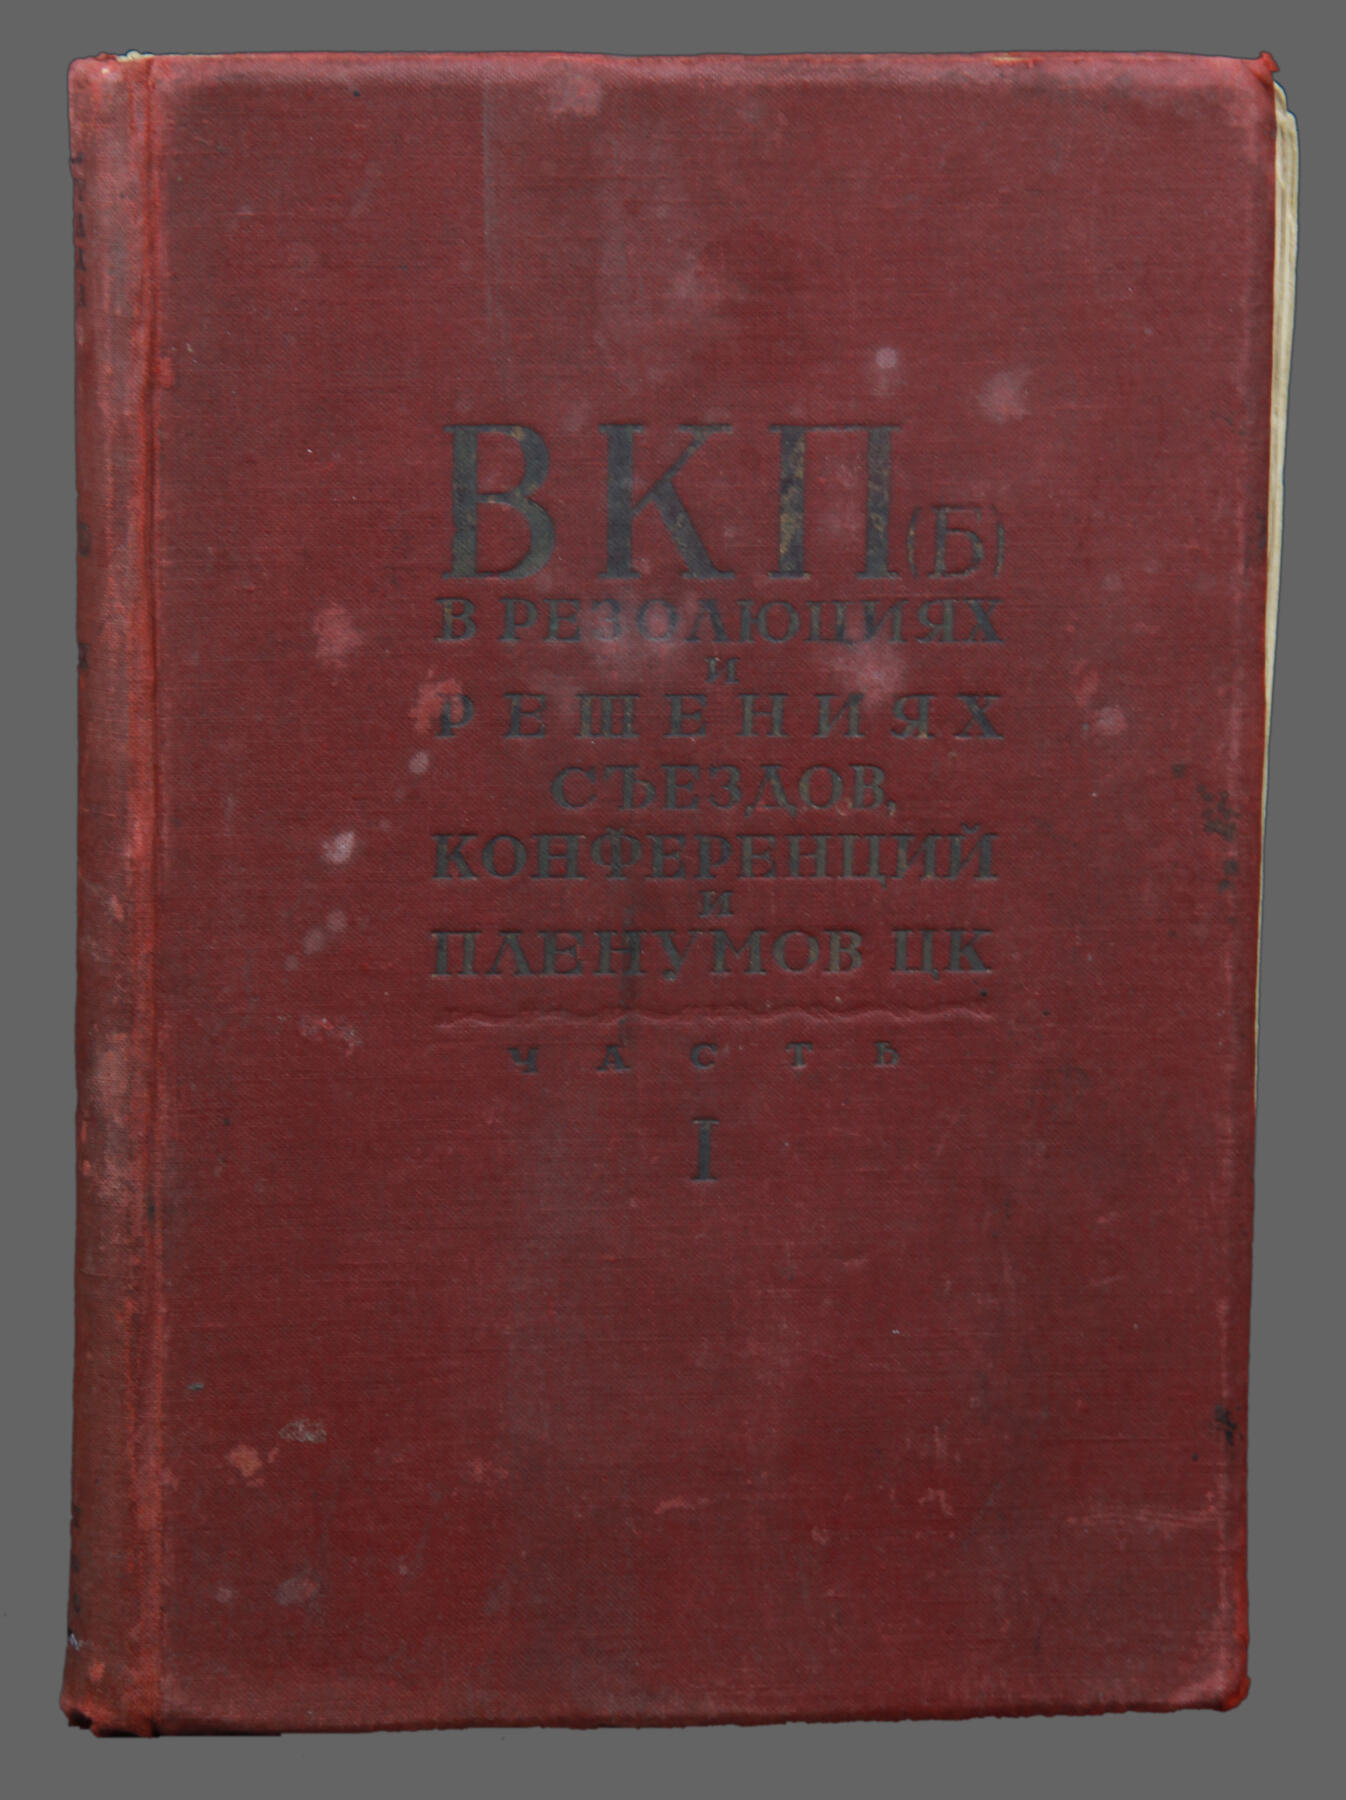 ВКП(Б)
В РЕЗОЛЮЦИЯХ
И
РЕШЕНИЯХ
СЪЕЗДОВ,
КОНФЕРЕНЦИЙ
И
ПЛЕНУМОВ ЦК
ЧАСТЬ
I